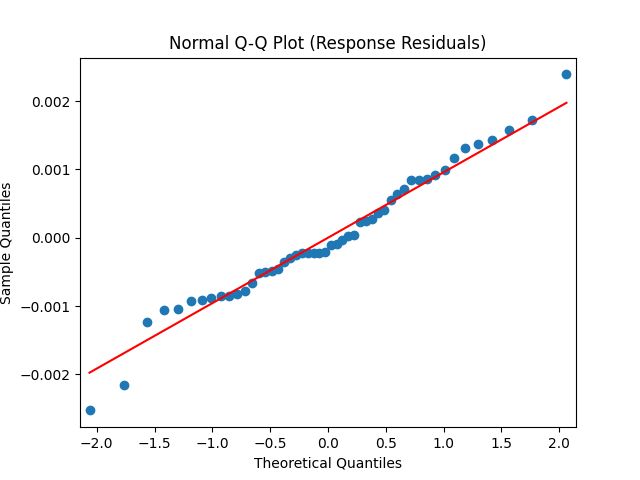 Normal Q-Q Plot (Response Residuals)
Sample Quantiles
0.002
0.001
0.000
−0.001
−0.002
−2.0 −1.5 −1.0 −0.5 0.0 0.5 1.0 1.5 2.0
Theoretical Quantiles